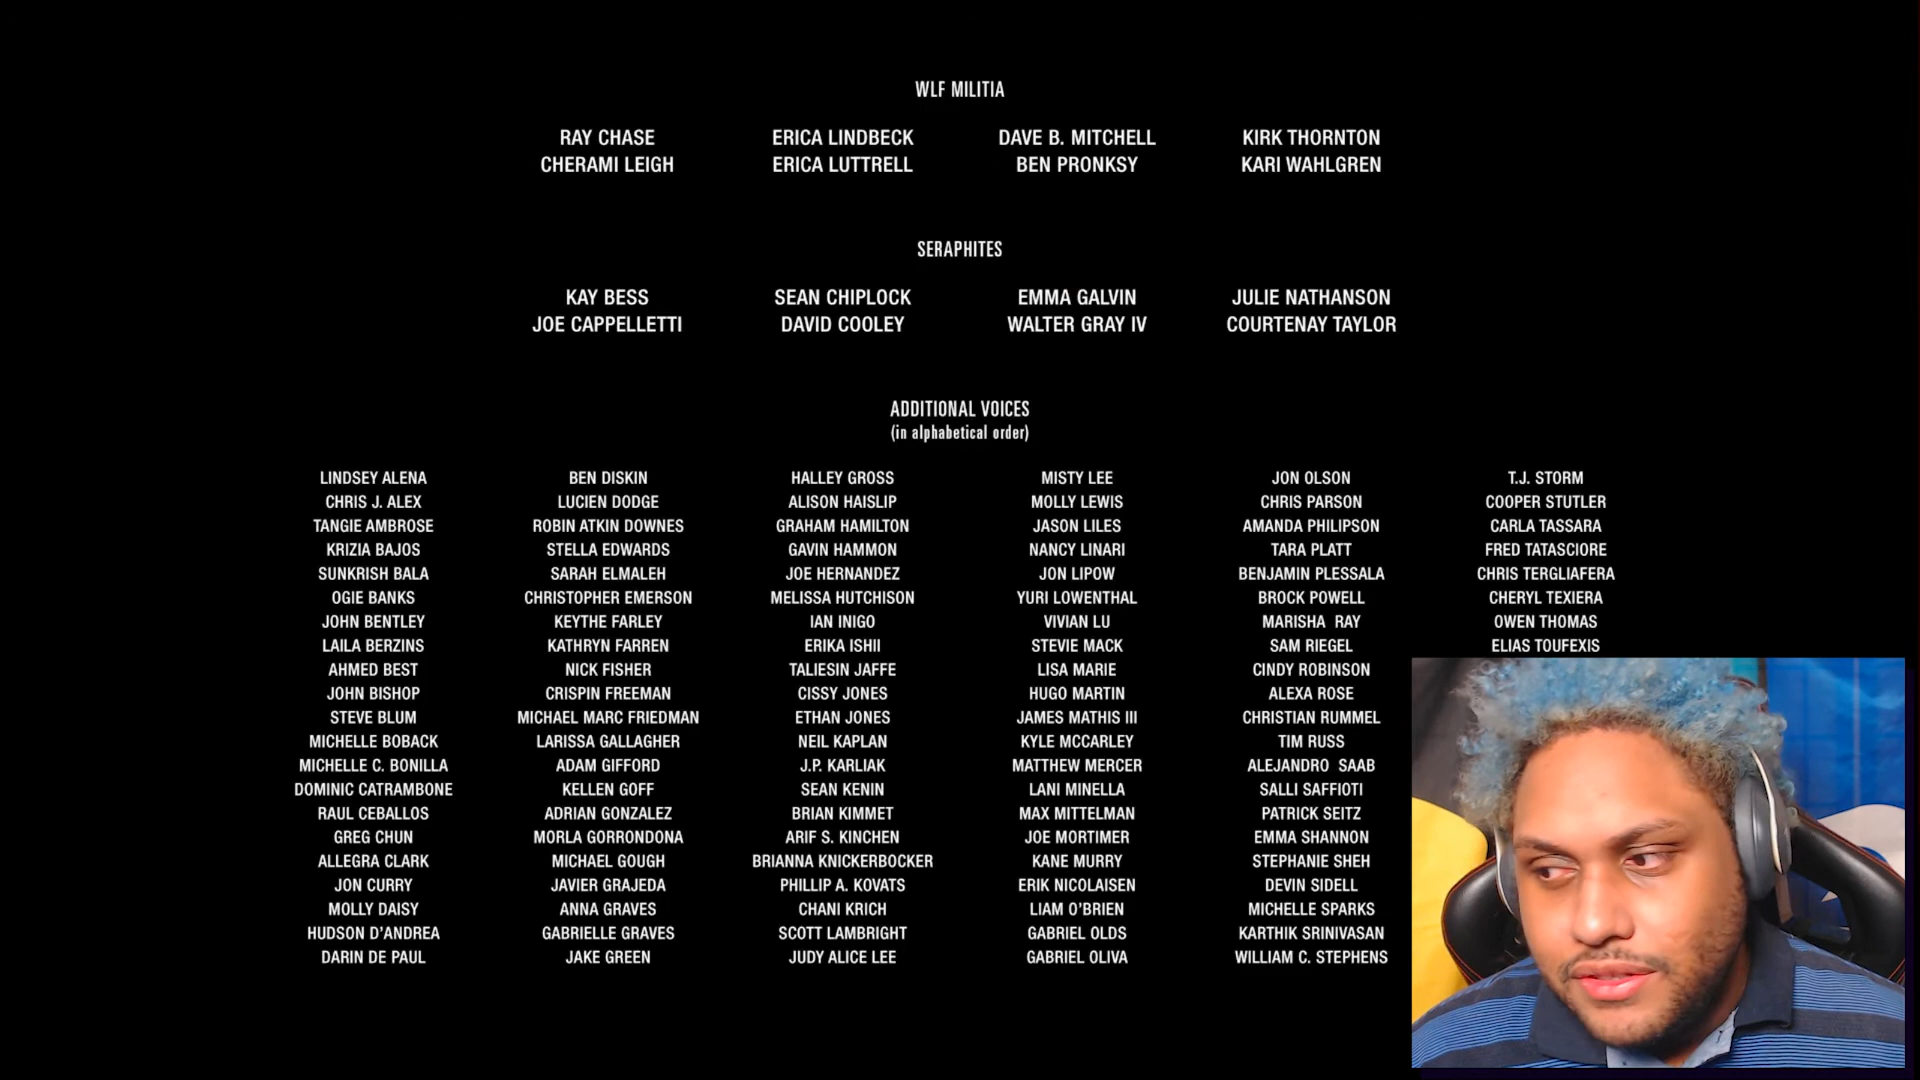 WLF MILITIA
RAY CHASE ERICA LINDBECK DAVE B. MITCHELL KIRK THORNTON
CHERAMI LEIGH ERICA LUTTRELL BEN PRONKSY KARI WAHLGREN
SERAPHITES
KAY BESS SEAN CHIPLOCK EMMA GALVIN JULIE NATHANSON
JOE CAPPELLETTI DAVID COOLEY WALTER GRAY IV COURTENAY TAYLOR
ADDITIONAL VOICES
(in alphabetical order)
LINDSEY ALENA BEN DISKIN HALLEY GROSS MISTY LEE JON OLSON T.J. STORM
CHRIS J. ALEX LUCIEN DODGE ALISON HAISLIP MOLLY LEWIS CHRIS PARSON COOPER STUTLER
TANGIE AMBROSE ROBIN ATKIN DOWNES GRAHAM HAMILTON JASON LILES AMANDA PHILIPSON CARLA TASSARA
KRIZIA BAJOS STELLA EDWARDS GAVIN HAMMON NANCY LINARI TARA PLATT FRED TATASCIORE
SUNKRISH BALA SARAH ELMALEH JOE HERNANDEZ JON LIPOW BENJAMIN PLESSALA CHRIS TERGLIAFERA
OGIE BANKS CHRISTOPHER EMERSON MELISSA HUTCHISON YURI LOWENTHAL BROCK POWELL CHERYL TEXIERA
JOHN BENTLEY KEYTHE FARLEY IAN INIGO VIVIAN LU MARISHA RAY OWEN THOMAS
LAILA BERZINS KATHRYN FARREN ERIKA ISHII STEVIE MACK SAM RIEGEL ELIAS TOUFEXIS
AHMED BEST NICK FISHER TALIESIN JAFFE LISA MARIE CINDY ROBINSON
JOHN BISHOP CRISPIN FREEMAN CISSY JONES HUGO MARTIN ALEXA ROSE
STEVE BLUM MICHAEL MARC FRIEDMAN ETHAN JONES JAMES MATHIS III CHRISTIAN RUMMEL
MICHELLE BOBACK LARISSA GALLAGHER NEIL KAPLAN KYLE MCCARLEY TIM RUSS
MICHELLE C. BONILLA ADAM GIFFORD J.P. KARLIAK MATTHEW MERCER ALEJANDRO SAAB
DOMINIC CATRAMBONE KELLEN GOFF SEAN KENIN LANI MINELLA SALLI SAFFIOTI
RAUL CEBALLOS ADRIAN GONZALEZ BRIAN KIMMET MAX MITTELMAN PATRICK SEITZ
GREG CHUN MORLA GORRONDONA ARIF S. KINCHEN JOE MORTIMER EMMA SHANNON
ALLEGRA CLARK MICHAEL GOUGH BRIANNA KNICKERBOCKER KANE MURRY STEPHANIE SHEH
JON CURRY JAVIER GRAJEDA PHILLIP A. KOVATS ERIK NICOLAISEN DEVIN SIDELL
MOLLY DAISY ANNA GRAVES CHANI KRICH LIAM O'BRIEN MICHELLE SPARKS
HUDSON D'ANDREA GABRIELLE GRAVES SCOTT LAMBRIGHT GABRIEL OLDS KARTHIK SRINIVASAN
DARIN DE PAUL JAKE GREEN JUDY ALICE LEE GABRIEL OLIVA WILLIAM C. STEPHENS